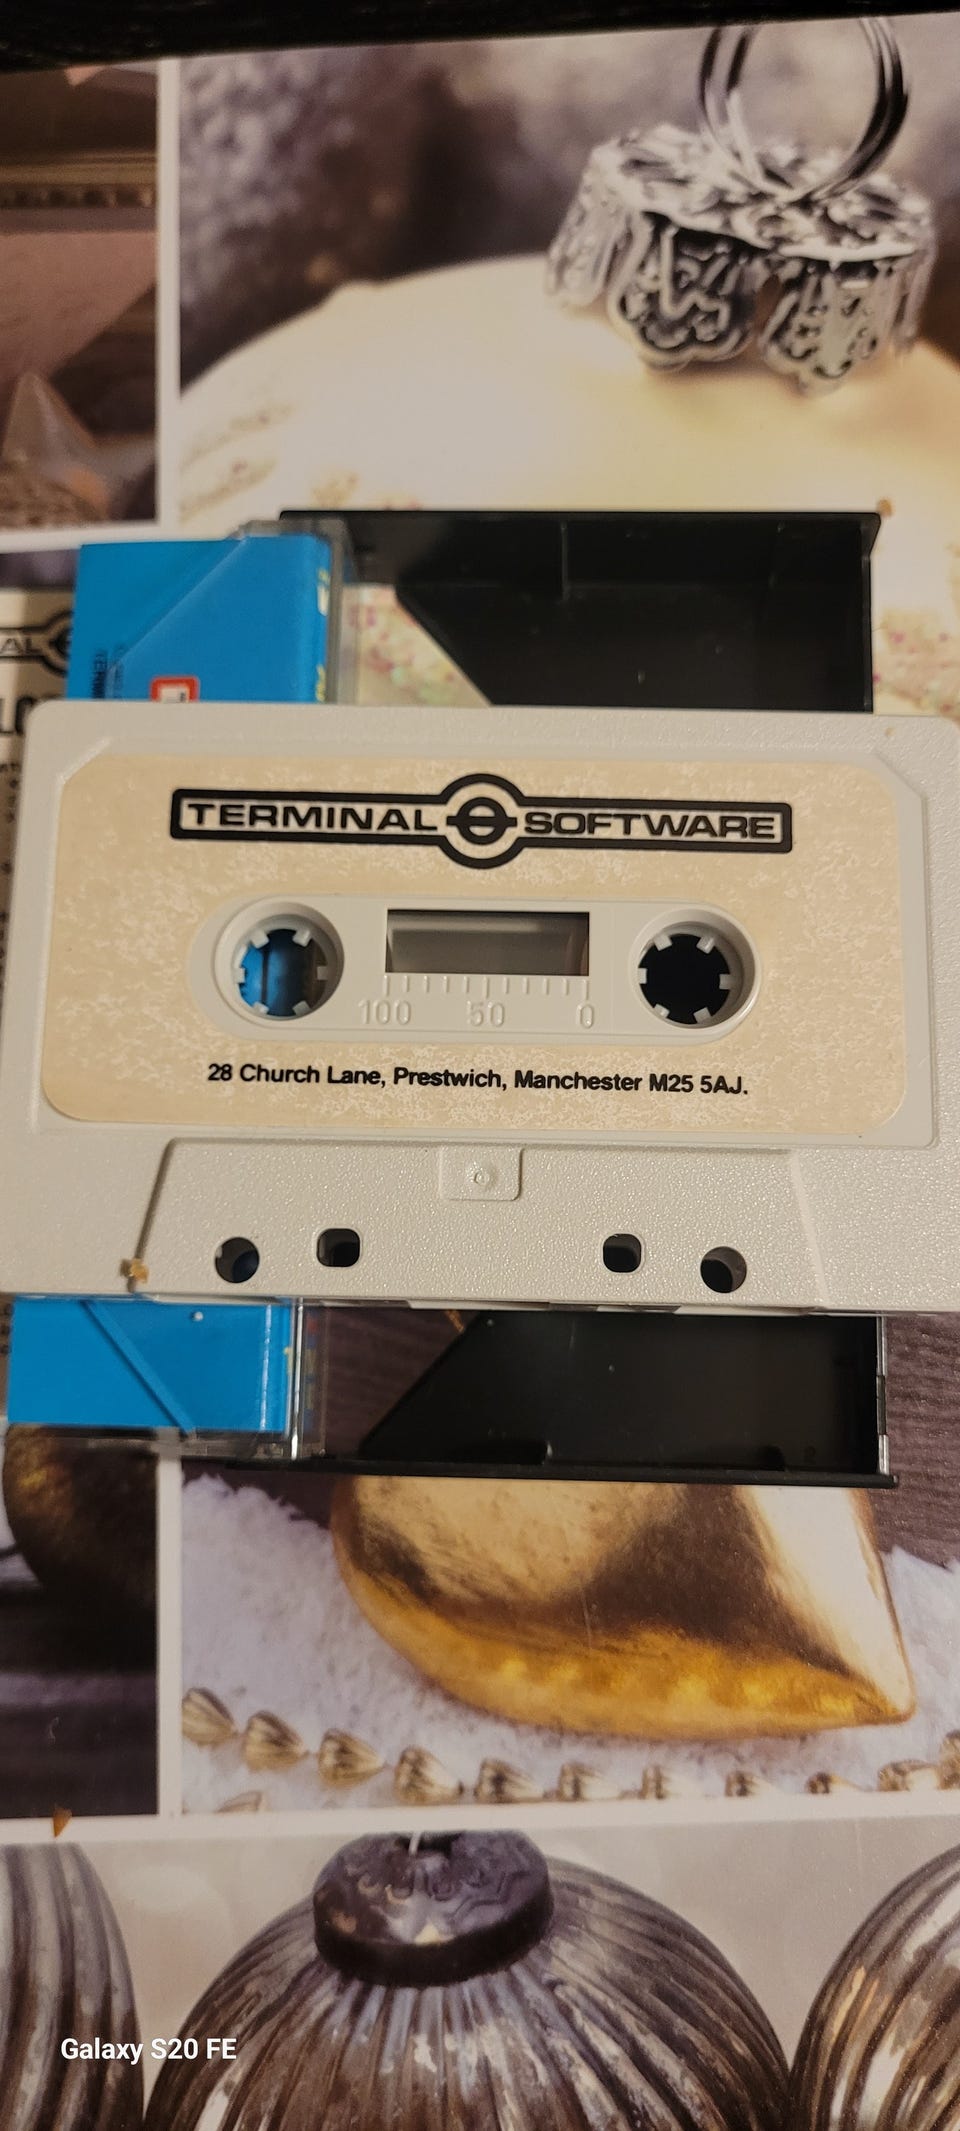 TERMINAL SOFTWARE
100 50 0
28 Church Lane, Prestwich, Manchester M25 5AJ.
Galaxy S20 FE